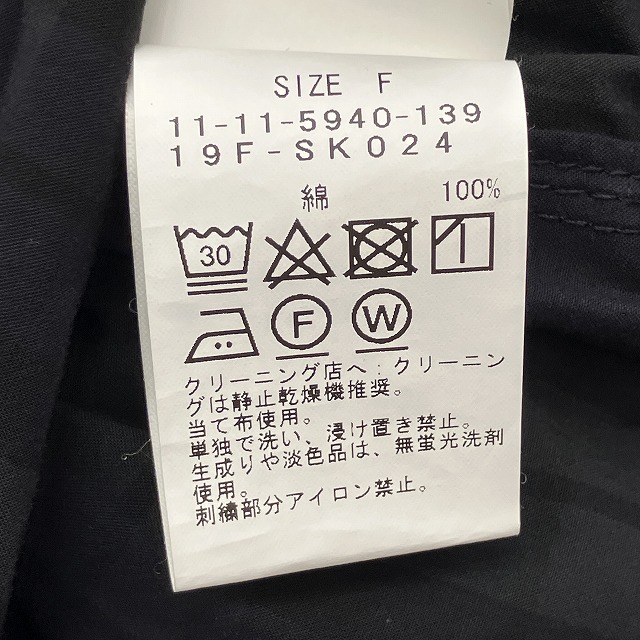 SIZE F
11-11-5940-139
19F-SK024
綿 100%
30
F W
クリーニング店へ:クリーニン
グは静止乾燥機推奨。
当て布使用。
単独で洗い、浸け置き禁止。
生成りや淡色品は、無蛍光洗剤
使用。
刺繍部分アイロン禁止。